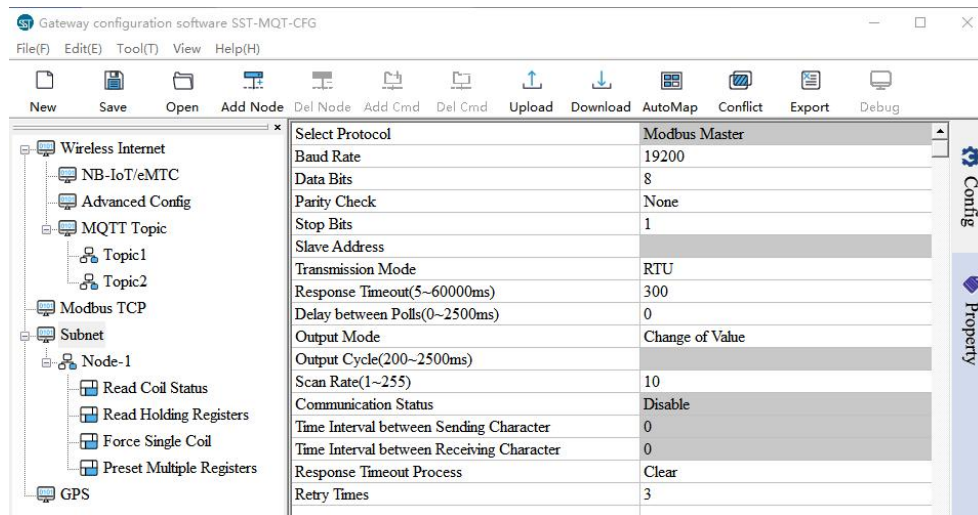 SST Gateway configuration software SST-MQT-CFG
File(F) Edit(E) Tool(T) View Help(H)
New Save Open Add Node Del Node Add Cmd Del Cmd Upload Download AutoMap Conflict Export Debug
Wireless Internet
NB-IoT/eMTC
Advanced Config
MQTT Topic
Topic1
Topic2
Modbus TCP
Subnet
Node-1
Read Coil Status
Read Holding Registers
Force Single Coil
Preset Multiple Registers
GPS
Select Protocol Modbus Master
Baud Rate 19200
Data Bits 8
Parity Check None
Stop Bits 1
Slave Address
Transmission Mode RTU
Response Timeout(5~60000ms) 300
Delay between Polls(0~2500ms) 0
Output Mode Change of Value
Output Cycle(200~2500ms)
Scan Rate(1~255) 10
Communication Status Disable
Time Interval between Sending Character 0
Time Interval between Receiving Character 0
Response Timeout Process Clear
Retry Times 3
Config
Property